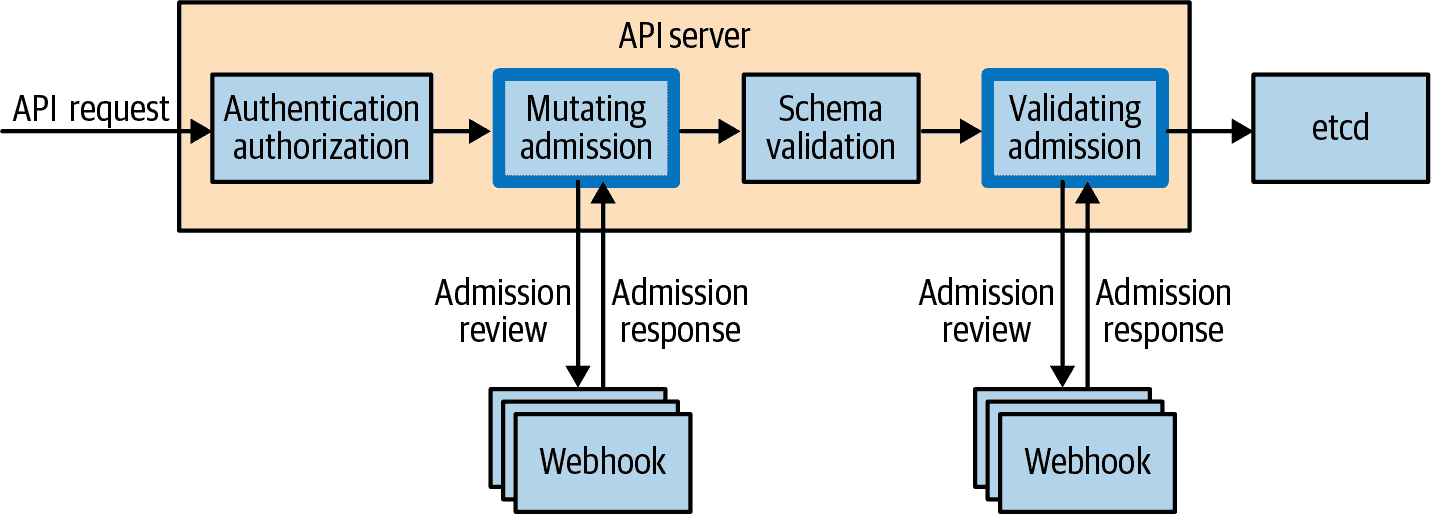 API server
API request
Authentication
authorization
Mutating
admission
Schema
validation
Validating
admission
etcd
Admission
review
Admission
response
Admission
review
Admission
response
Webhook
Webhook